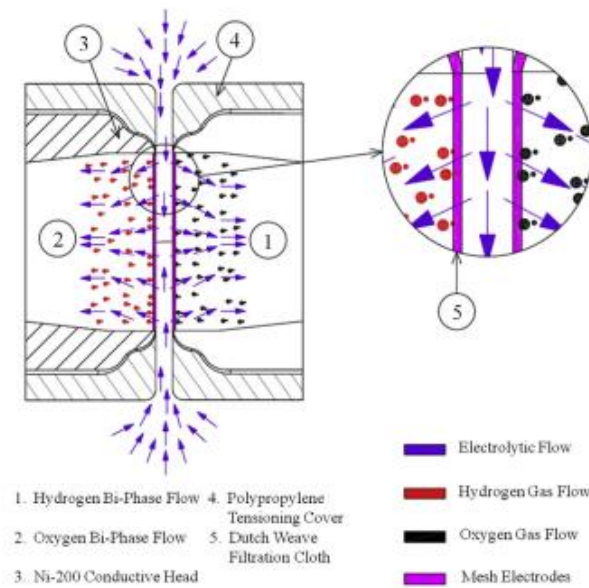 3
4
2
1
5
1. Hydrogen Bi-Phase Flow
2. Oxygen Bi-Phase Flow
3. Ni-200 Conductive Head
4. Polypropylene
Tensioning Cover
5. Dutch Weave
Filtration Cloth
Electrolytic Flow
Hydrogen Gas Flow
Oxygen Gas Flow
Mesh Electrodes